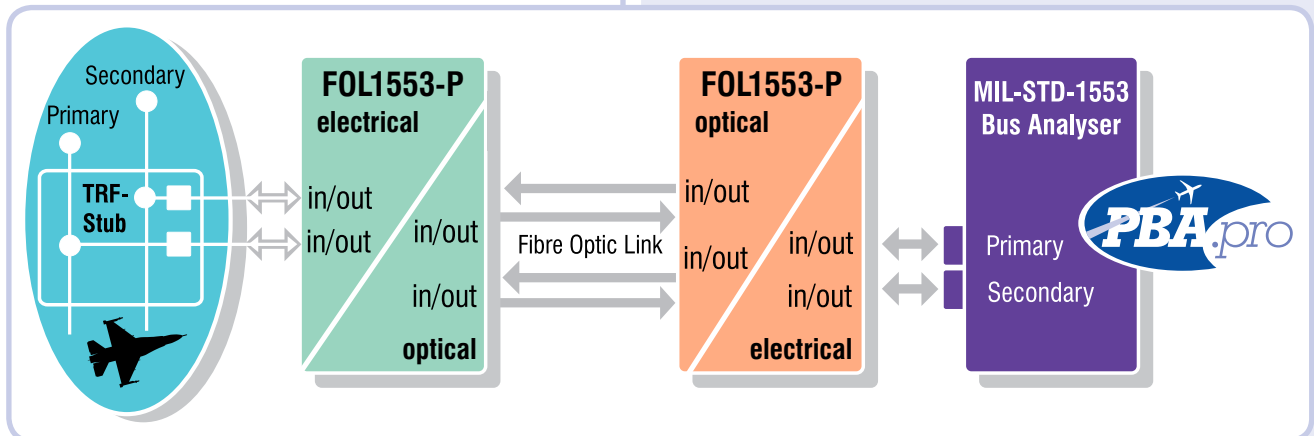 Secondary
Primary
TRF-
Stub
FOL1553-P
electrical
in/out
in/out
in/out
in/out
optical
Fibre Optic Link
FOL1553-P
optical
in/out
in/out
in/out
in/out
electrical
MIL-STD-1553
Bus Analyser
Primary
Secondary
PBA.pro